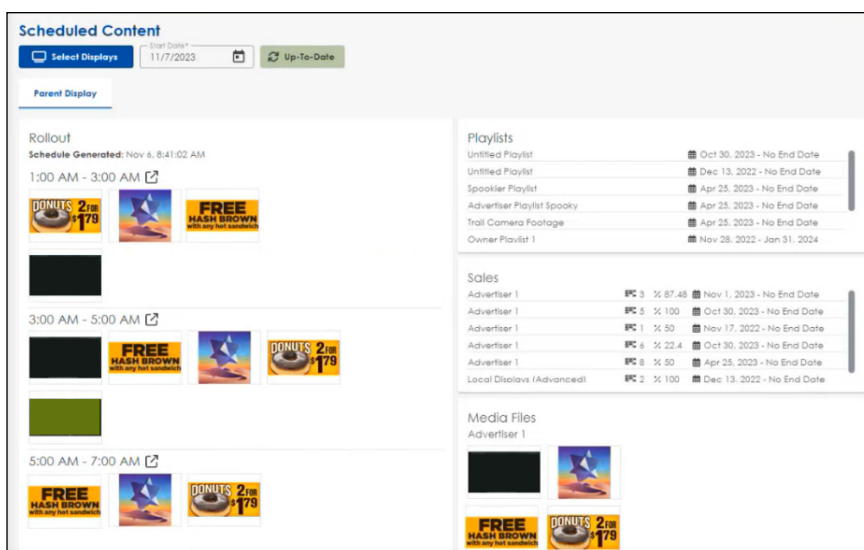 Scheduled Content
Select Displays
Start Date*
11/7/2023
Up-To-Date
Parent Display
Rollout
Schedule Generated: Nov 6, 8:41:02 AM
1:00 AM - 3:00 AM
DONUTS 2 FOR $1.79
FREE
HASH BROWN
with any hot sandwich
3:00 AM - 5:00 AM
FREE
HASH BROWN
with any hot sandwich
DONUTS 2 FOR $1.79
5:00 AM - 7:00 AM
FREE
HASH BROWN
with any hot sandwich
DONUTS 2 FOR $1.79
Playlists
Untitled Playlist Oct 30, 2023 - No End Date
Untitled Playlist Dec 13, 2022 - No End Date
Spookier Playlist Apr 25, 2023 - No End Date
Advertiser Playlist Spooky Apr 25, 2023 - No End Date
Trail Camera Footage Apr 25, 2023 - No End Date
Owner Playlist 1 Nov 28, 2022 - Jan 31, 2024
Sales
Advertiser 1 3 % 87.48 Nov 1, 2023 - No End Date
Advertiser 1 5 % 100 Oct 30, 2023 - No End Date
Advertiser 1 1 % 50 Nov 17, 2022 - No End Date
Advertiser 1 6 % 22.4 Oct 30, 2023 - No End Date
Advertiser 1 8 % 50 Apr 25, 2023 - No End Date
Local Displays (Advanced) 2 % 100 Dec 13, 2022 - No End Date
Media Files
Advertiser 1
FREE
HASH BROWN
with any hot sandwich
DONUTS 2 FOR $1.79